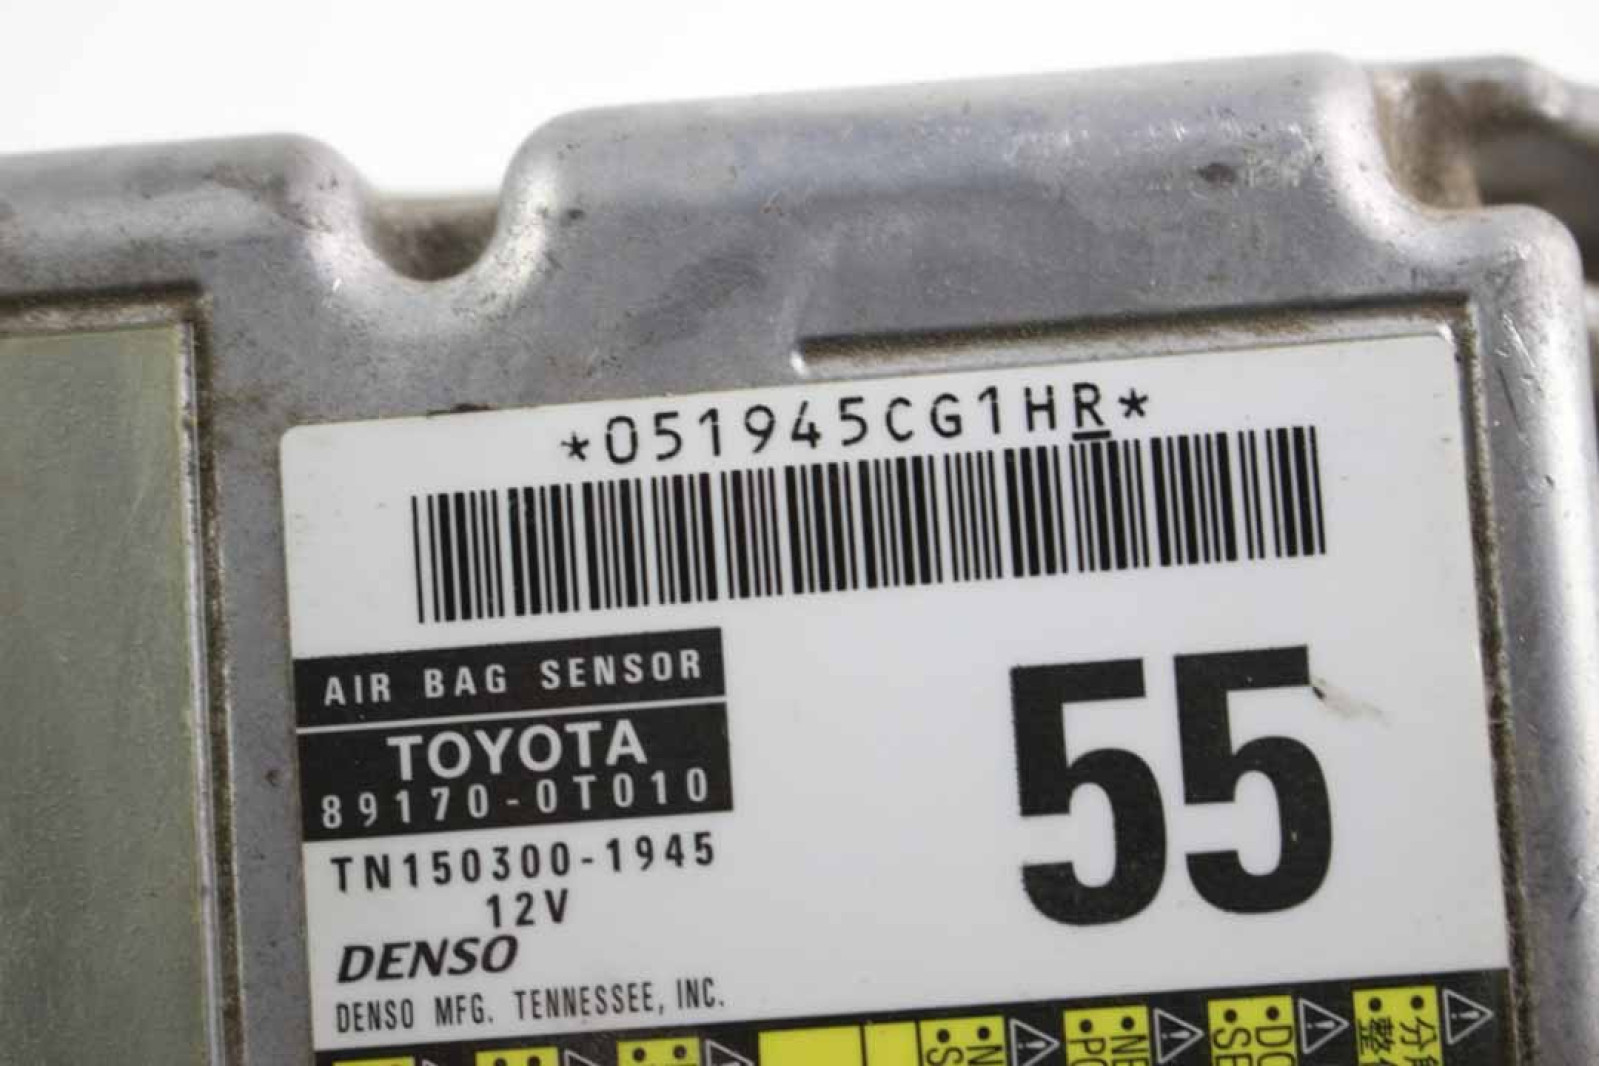 *051945CG1HR*
AIR BAG SENSOR
TOYOTA
89170-0T010
55
TN150300-1945
12V
DENSO
DENSO MFG. TENNESSEE, INC.